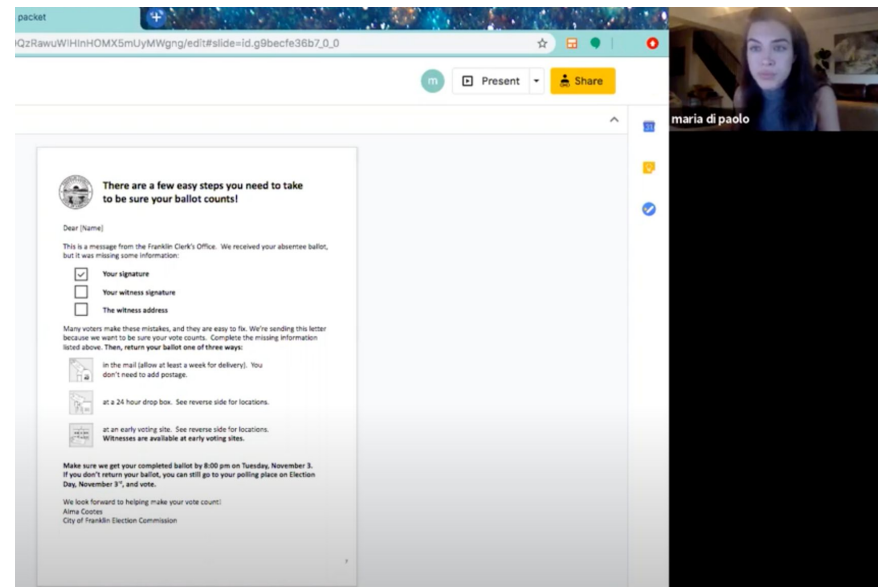 packet
QzRawuWiHInHOMX5mUyMWgng/edit#slide=id.g9becfe36b7_0_0
m
Present
Share
maria di paolo
There are a few easy steps you need to take
to be sure your ballot counts!
Dear [Name]
This is a message from the Franklin Clerk's Office. We received your absentee ballot,
but it was missing some information:
Your signature
Your witness signature
The witness address
Many voters make these mistakes, and they are easy to fix. We're sending this letter
because we want to be sure your vote counts. Complete the missing information
listed above. Then, return your ballot one of three ways:
in the mail (allow at least a week for delivery). You
don't need to add postage.
at a 24 hour drop box. See reverse side for locations.
at an early voting site. See reverse side for locations.
Witnesses are available at early voting sites.
Make sure we get your completed ballot by 8:00 pm on Tuesday, November 3.
If you don't return your ballot, you can still go to your polling place on Election
Day, November 3rd, and vote.
We look forward to helping make your vote count!
Alma Cootes
City of Franklin Election Commission